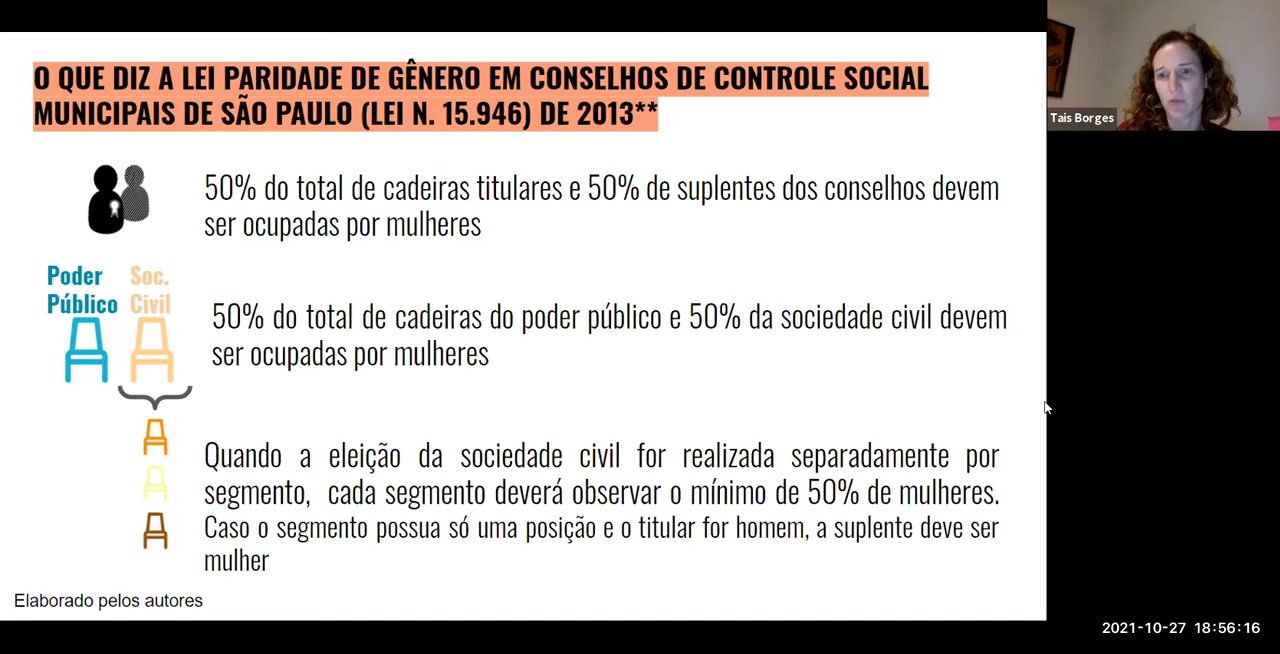 O QUE DIZ A LEI PARIDADE DE GÊNERO EM CONSELHOS DE CONTROLE SOCIAL
MUNICIPAIS DE SÃO PAULO (LEI N. 15.946) DE 2013**
Tais Borges
50% do total de cadeiras titulares e 50% de suplentes dos conselhos devem
ser ocupadas por mulheres
Poder
Público
Soc.
Civil
50% do total de cadeiras do poder público e 50% da sociedade civil devem
ser ocupadas por mulheres
Quando a eleição da sociedade civil for realizada separadamente por
segmento, cada segmento deverá observar o mínimo de 50% de mulheres.
Caso o segmento possua só uma posição e o titular for homem, a suplente deve ser
mulher
Elaborado pelos autores
2021-10-27 18:56:16